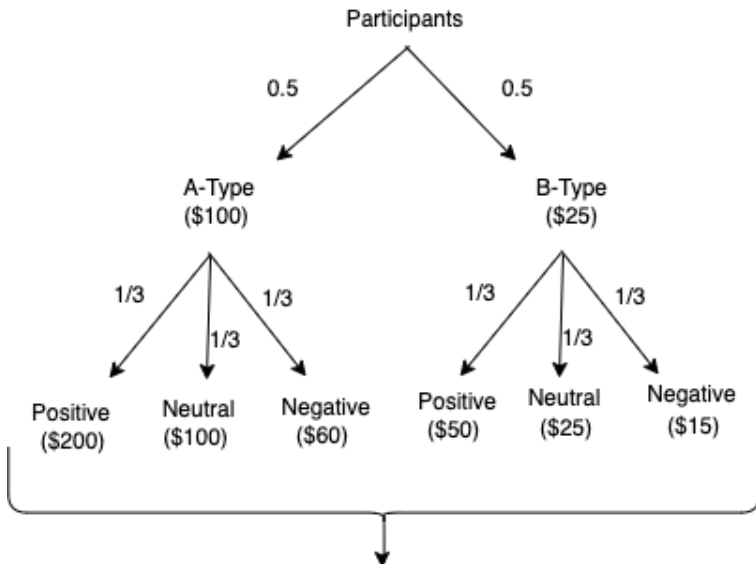 Participants
0.5 0.5
A-Type B-Type
($100) ($25)
1/3 1/3 1/3 1/3
1/3 1/3
Positive Neutral Negative Positive Neutral Negative
($200) ($100) ($60) ($50) ($25) ($15)